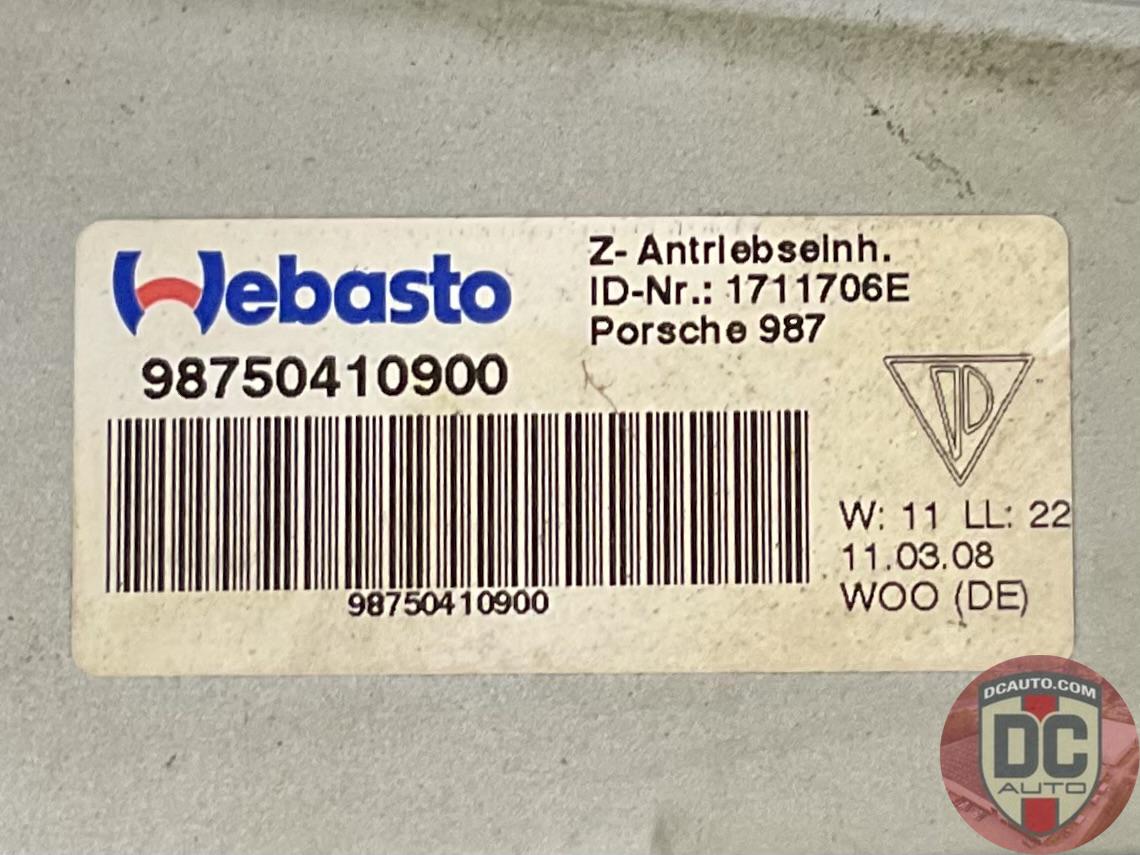 Webasto
98750410900
Z- Antriebseinh.
ID-Nr.: 1711706E
Porsche 987
98750410900
W: 11 LL: 22
11.03.08
WOO (DE)
DCAUTO.COM
DC
AUTO